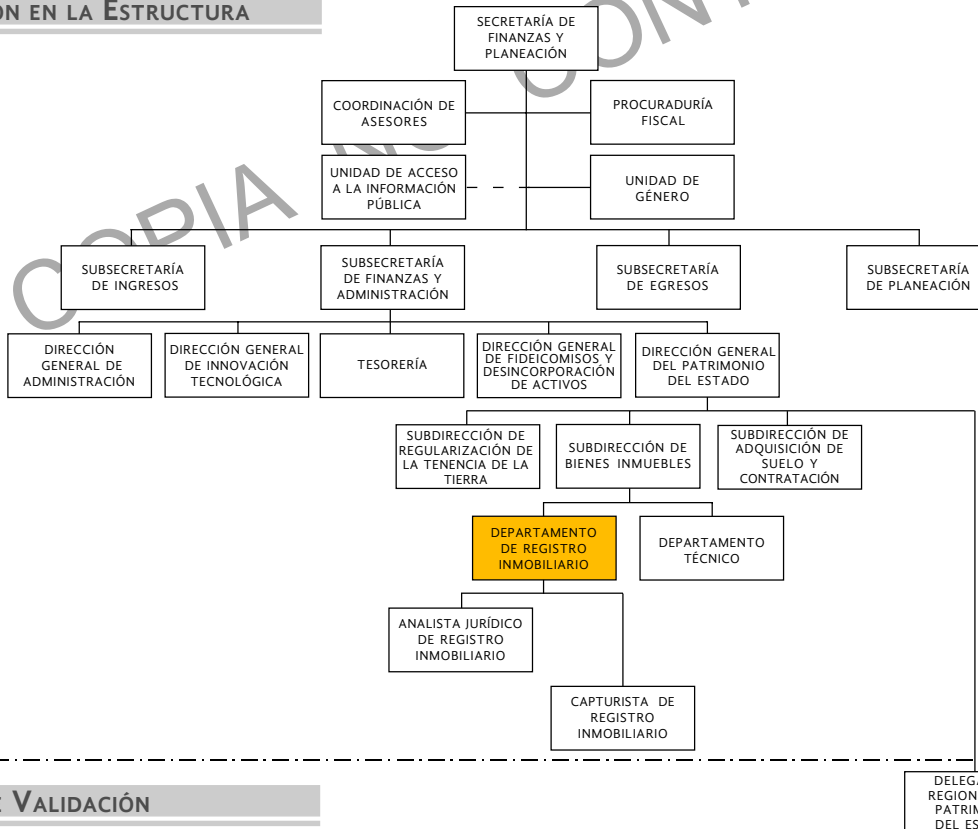 EN LA ESTRUCTURA
SECRETARÍA DE
FINANZAS Y
PLANEACIÓN
COORDINACIÓN DE
ASESORES
PROCURADURÍA
FISCAL
UNIDAD DE ACCESO
A LA INFORMACIÓN
PÚBLICA
UNIDAD DE
GÉNERO
COPIA
SUBSECRETARÍA
DE INGRESOS
SUBSECRETARÍA
DE FINANZAS Y
ADMINISTRACIÓN
SUBSECRETARÍA
DE EGRESOS
SUBSECRETARÍA
DE PLANEACIÓN
DIRECCIÓN
GENERAL DE
ADMINISTRACIÓN
DIRECCIÓN GENERAL
DE INNOVACIÓN
TECNOLÓGICA
TESORERÍA
DIRECCIÓN GENERAL
DE FIDEICOMISOS Y
DESINCORPORACIÓN
DE ACTIVOS
DIRECCIÓN GENERAL
DEL PATRIMONIO
DEL ESTADO
SUBDIRECCIÓN DE
REGULARIZACIÓN DE
LA TENENCIA DE LA
TIERRA
SUBDIRECCIÓN DE
BIENES INMUEBLES
SUBDIRECCIÓN DE
ADQUISICIÓN DE
SUELO Y
CONTRATACIÓN
DEPARTAMENTO
DE REGISTRO
INMOBILIARIO
DEPARTAMENTO
TÉCNICO
ANALISTA JURÍDICO
DE REGISTRO
INMOBILIARIO
CAPTURISTA DE
REGISTRO
INMOBILIARIO
VALIDACIÓN
DEL